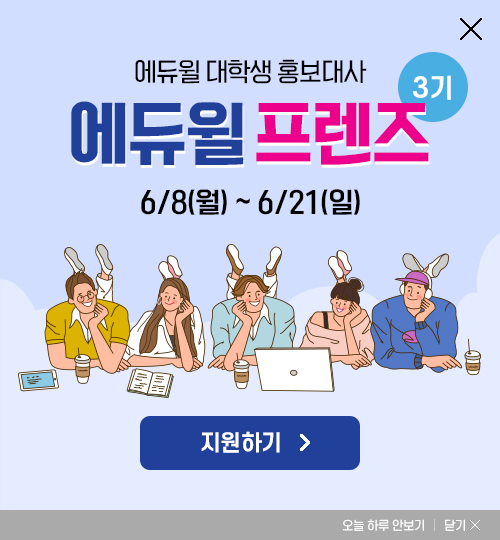 에듀윌 대학생 홍보대사
3기
에듀윌 프렌즈
6/8(월) ~ 6/21(일)
지원하기
오늘 하루 안보기 | 닫기